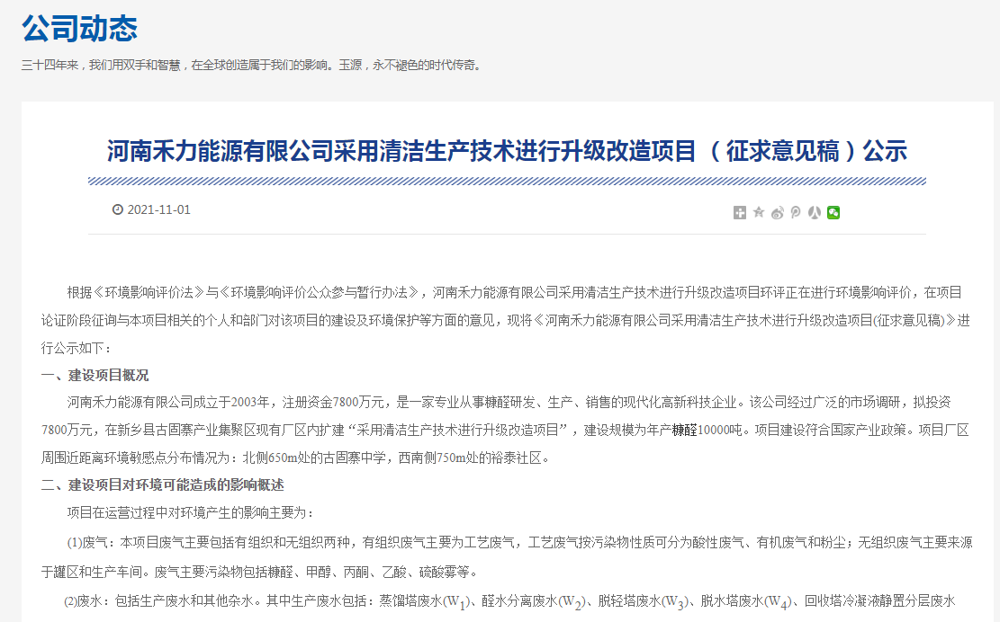 公司动态
三十四年来，我们用双手和智慧，在全球创造属于我们的影响。玉源，永不褪色的时代传奇。
河南禾力能源有限公司采用清洁生产技术进行升级改造项目（征求意见稿）公示
2021-11-01
根据《环境影响评价法》与《环境影响评价公众参与暂行办法》，河南禾力能源有限公司采用清洁生产技术进行升级改造项目环评正在进行环境影响评价，在项目
论证阶段征询与本项目相关的个人和部门对该项目的建设及环境保护等方面的意见，现将《河南禾力能源有限公司采用清洁生产技术进行升级改造项目(征求意见稿)》进
行公示如下：
一、建设项目概况
河南禾力能源有限公司成立于2003年，注册资金7800万元，是一家专业从事糠醛研发、生产、销售的现代化高新科技企业。该公司经过广泛的市场调研，拟投资
7800万元，在新乡县古固寨产业集聚区现有厂区内扩建“采用清洁生产技术进行升级改造项目”，建设规模为年产糠醛10000吨。项目建设符合国家产业政策。项目厂区
周围近距离环境敏感点分布情况为：北侧650m处的古固寨中学，西南侧750m处的裕泰社区。
二、建设项目对环境可能造成的影响概述
项目在运营过程中对环境产生的影响主要为：
(1)废气：本项目废气主要包括有组织和无组织两种，有组织废气主要为工艺废气，工艺废气按污染物性质可分为酸性废气、有机废气和粉尘；无组织废气主要来源
于罐区和生产车间。废气主要污染物包括糠醛、甲醇、丙酮、乙酸、硫酸雾等。
(2)废水：包括生产废水和其他杂水。其中生产废水包括：蒸馏塔废水(W1)、醛水分离废水(W2)、脱轻塔废水(W3)、脱水塔废水(W4)、回收塔冷凝液静置分层废水